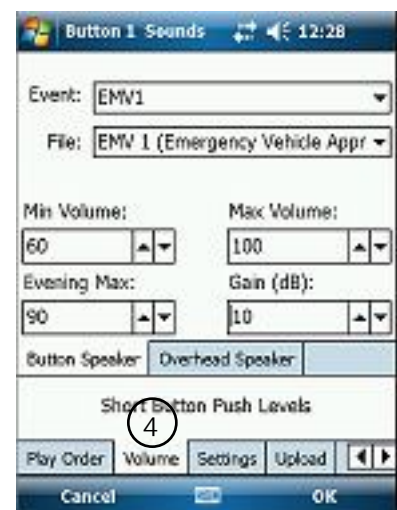 Button 1 Sounds 12:28
Event: EMV1
File: EMV 1 (Emergency Vehicle Appr
Min Volume: Max Volume:
60 100
Evening Max: Gain (dB):
90 10
Button Speaker Overhead Speaker
Short Button Push Levels
4
Play Order Volume Settings Upload
Cancel OK